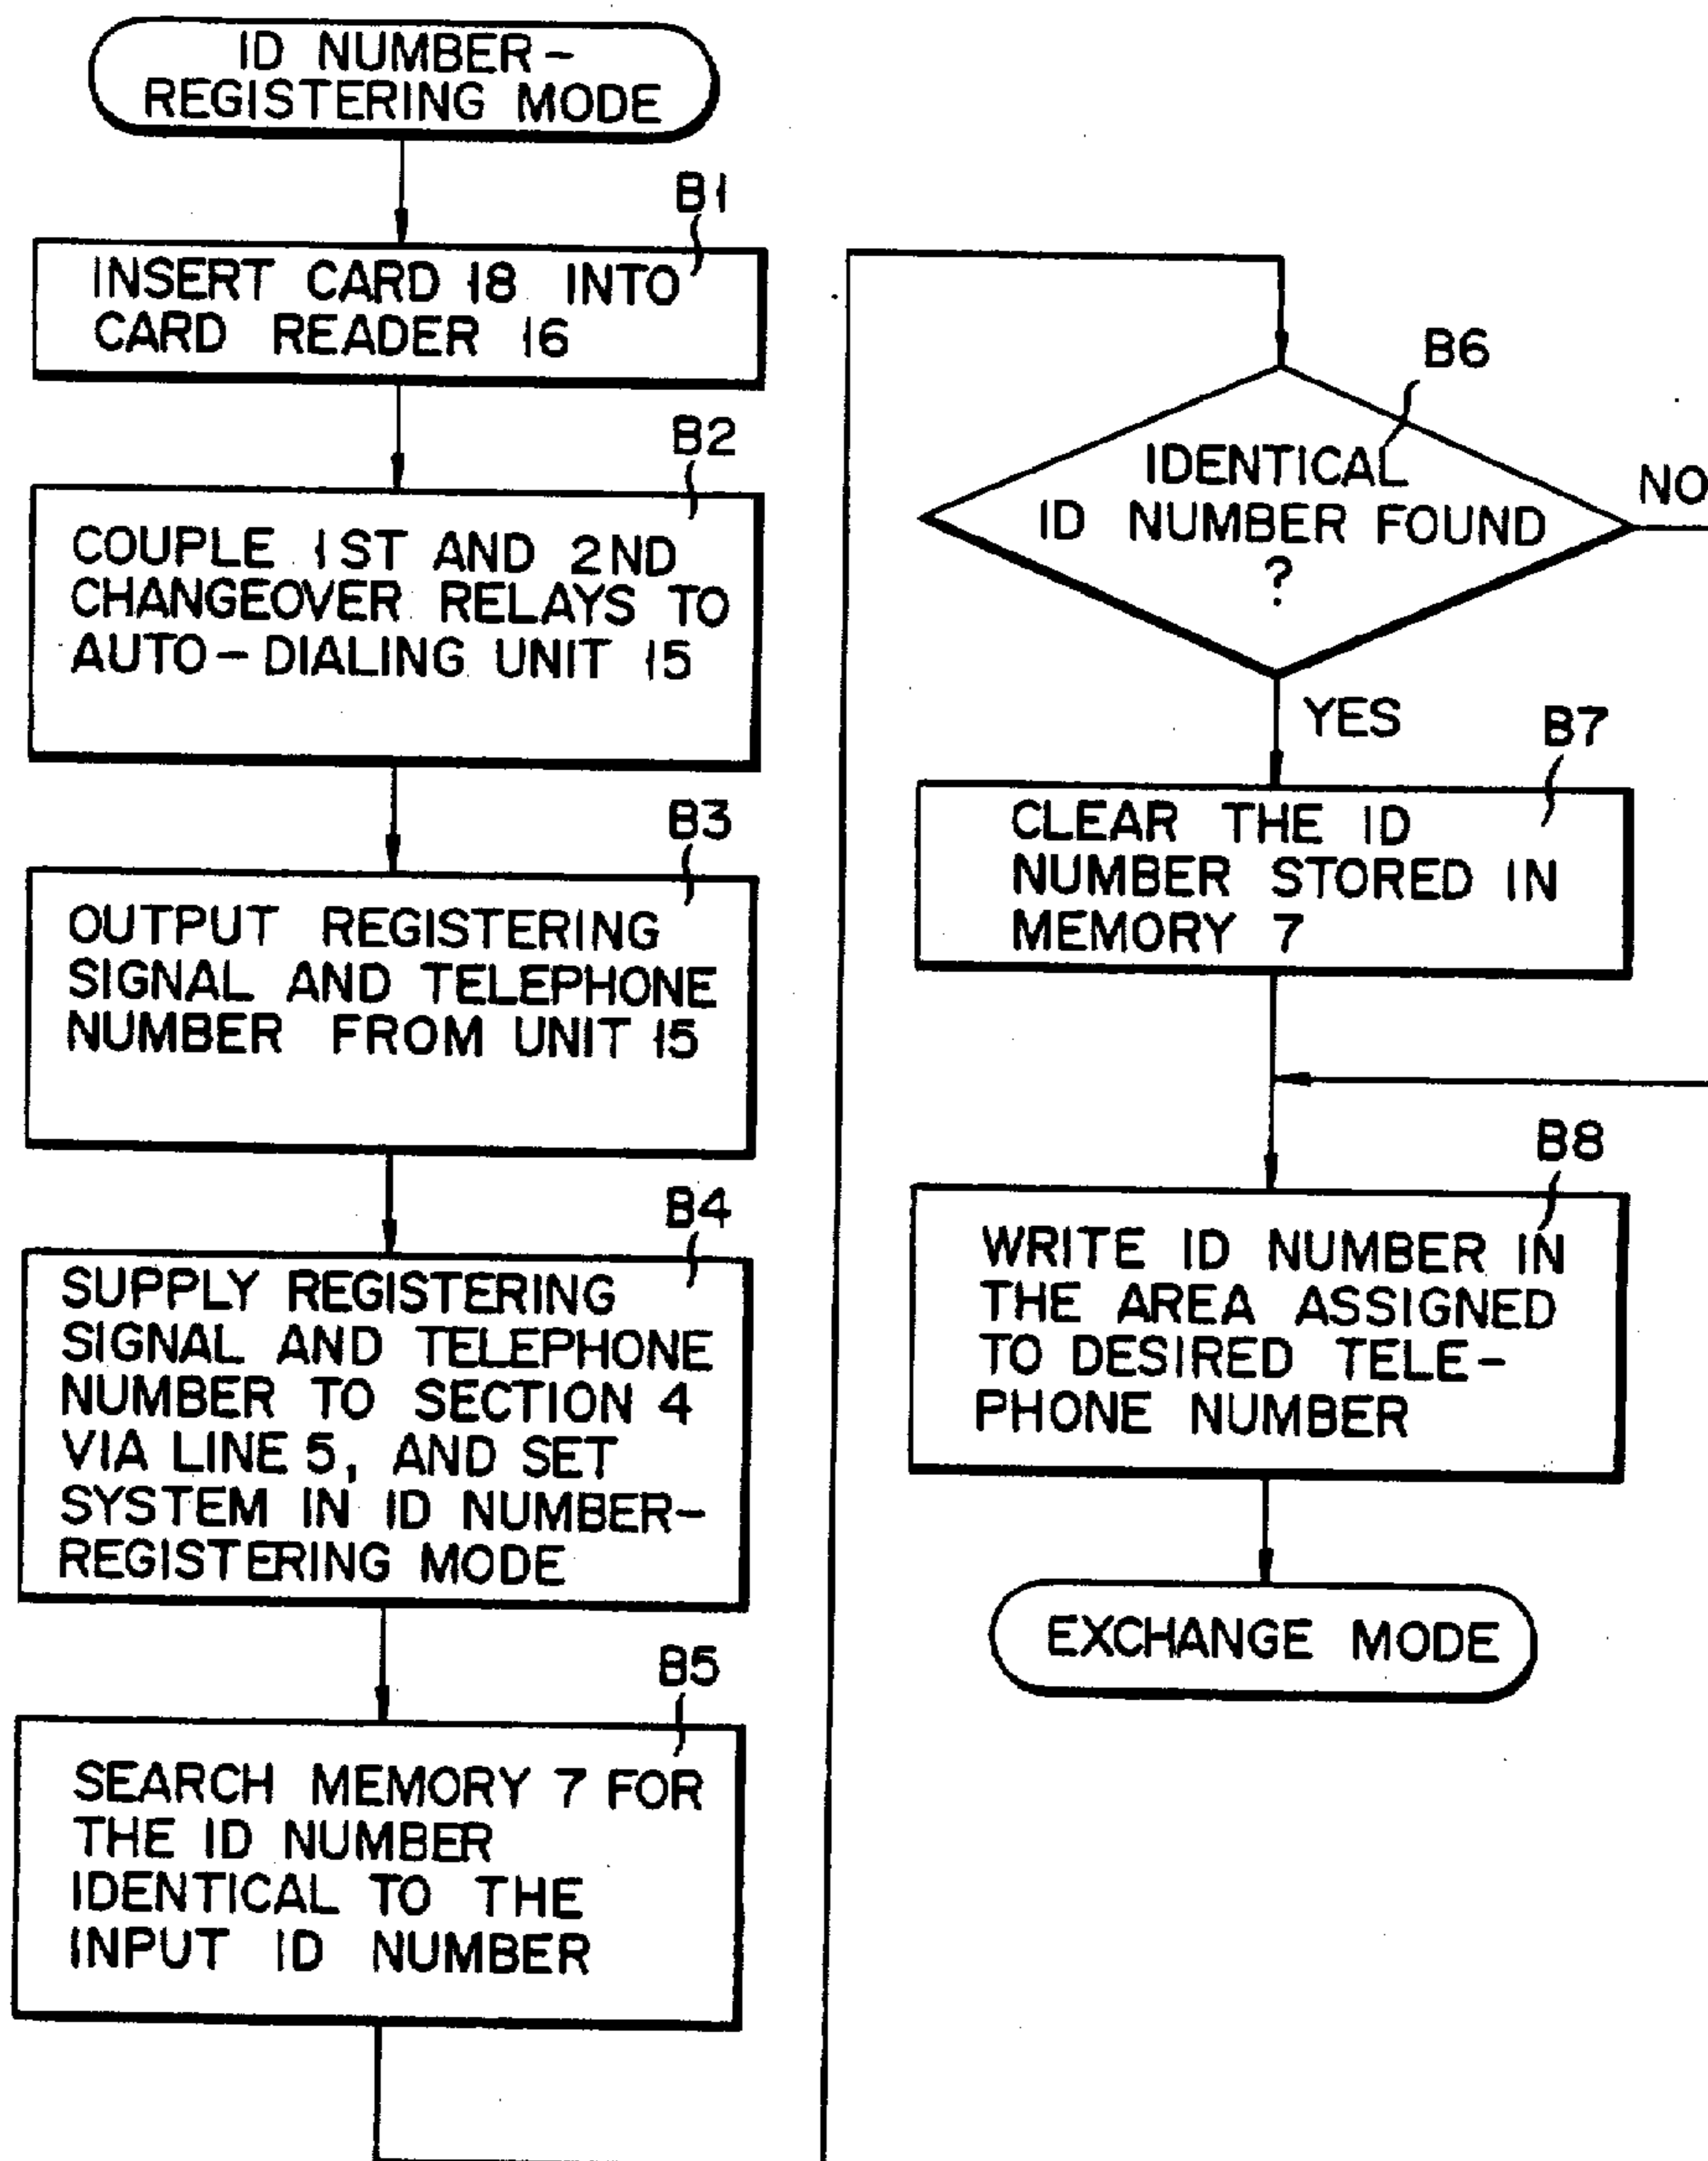 ID NUMBER-
REGISTERING MODE
B1
INSERT CARD 18 INTO
CARD READER 16
B2
COUPLE 1ST AND 2ND
CHANGEOVER RELAYS TO
AUTO-DIALING UNIT 15
B3
OUTPUT REGISTERING
SIGNAL AND TELEPHONE
NUMBER FROM UNIT 15
B4
SUPPLY REGISTERING
SIGNAL AND TELEPHONE
NUMBER TO SECTION 4
VIA LINE 5, AND SET
SYSTEM IN ID NUMBER-
REGISTERING MODE
B5
SEARCH MEMORY 7 FOR
THE ID NUMBER
IDENTICAL TO THE
INPUT ID NUMBER
B6
IDENTICAL
ID NUMBER FOUND
?
NO
YES
B7
CLEAR THE ID
NUMBER STORED IN
MEMORY 7
B8
WRITE ID NUMBER IN
THE AREA ASSIGNED
TO DESIRED TELE-
PHONE NUMBER
EXCHANGE MODE